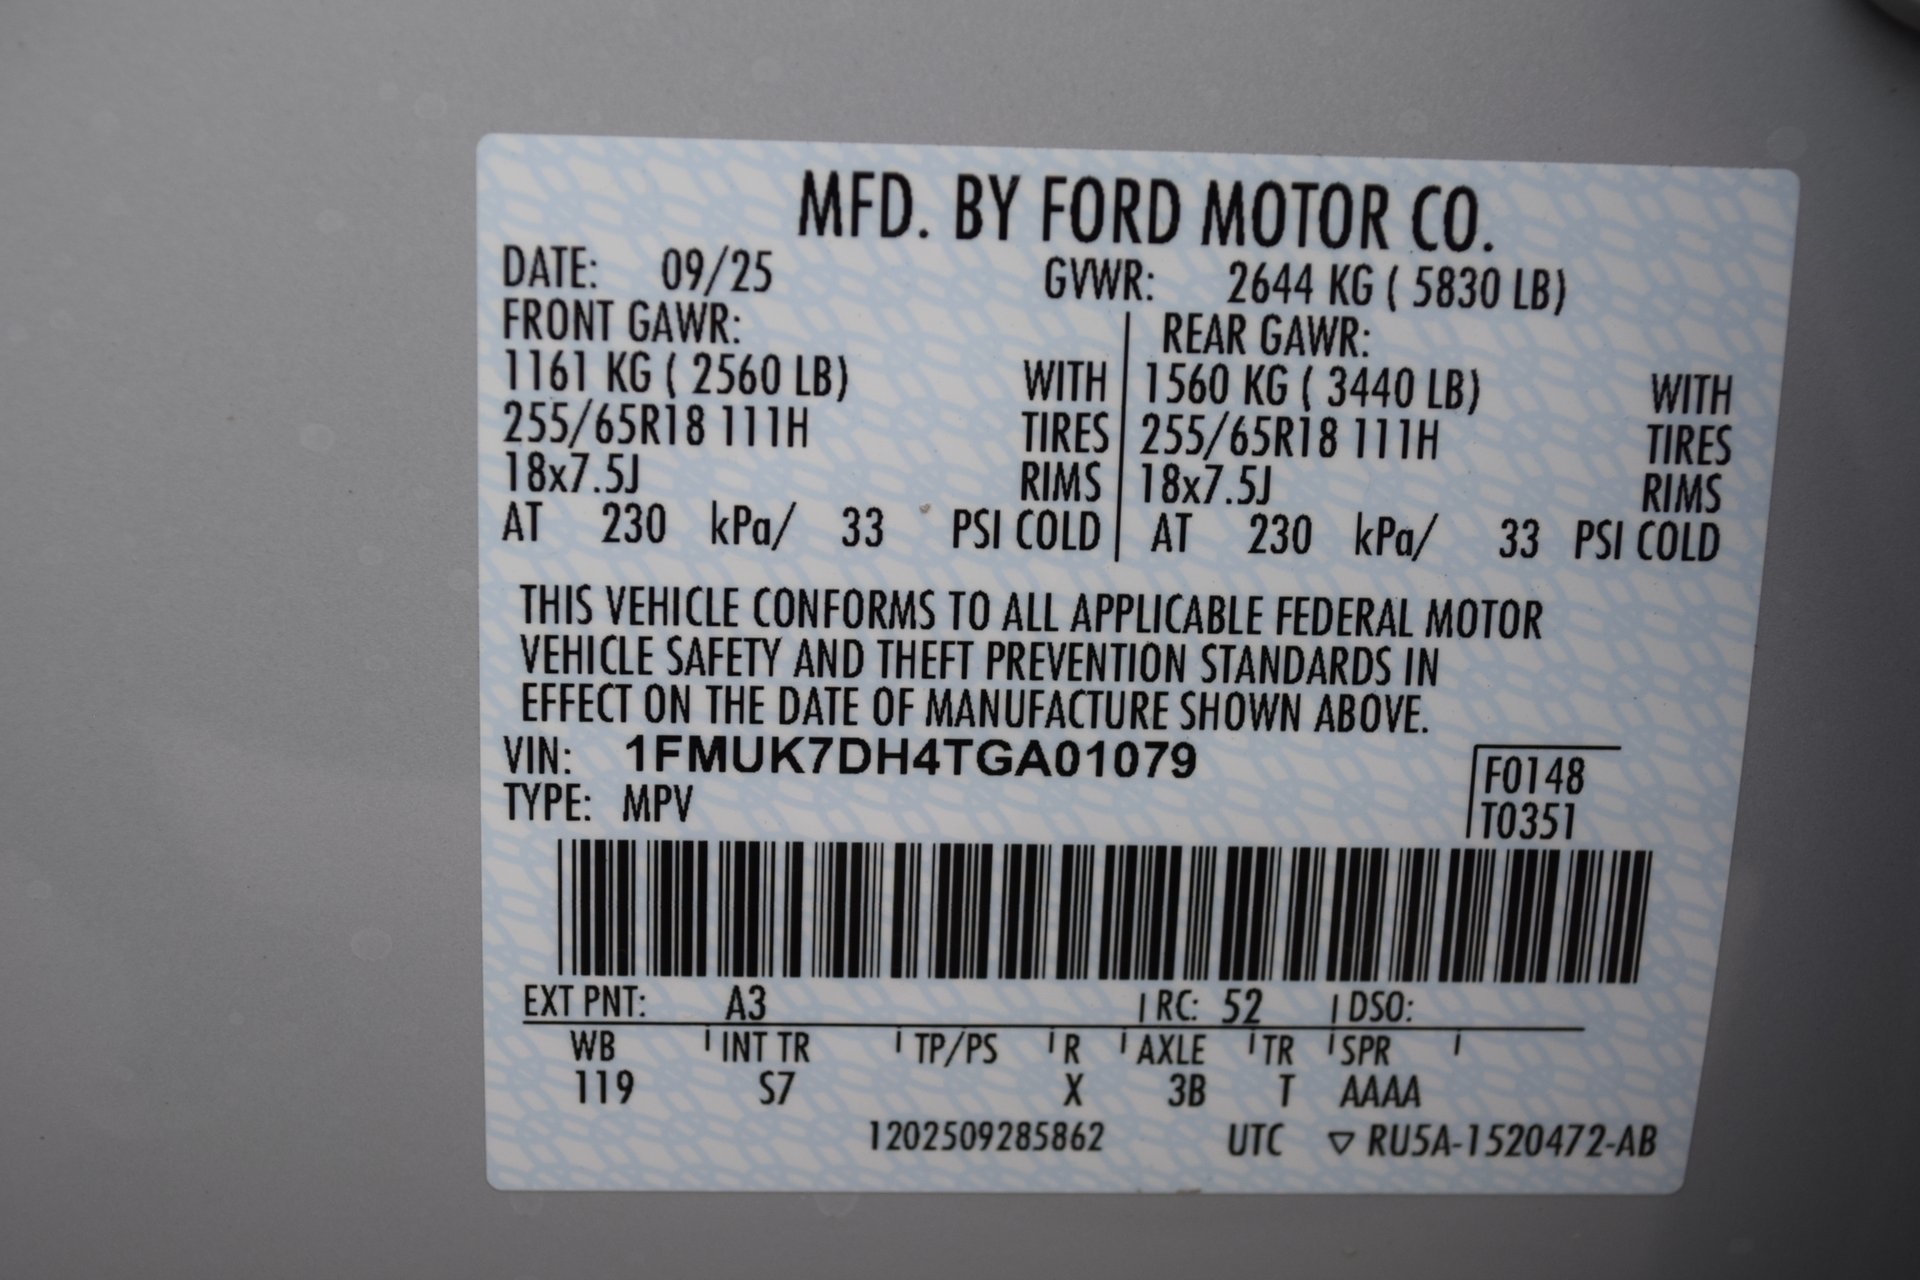 MFD. BY FORD MOTOR CO.
DATE: 09/25 GVWR: 2644 KG ( 5830 LB)
FRONT GAWR: REAR GAWR:
1161 KG ( 2560 LB) WITH 1560 KG ( 3440 LB) WITH
255/65R18 111H TIRES 255/65R18 111H TIRES
18x7.5J RIMS 18x7.5J RIMS
AT 230 kPa/ 33 PSI COLD AT 230 kPa/ 33 PSI COLD
THIS VEHICLE CONFORMS TO ALL APPLICABLE FEDERAL MOTOR
VEHICLE SAFETY AND THEFT PREVENTION STANDARDS IN
EFFECT ON THE DATE OF MANUFACTURE SHOWN ABOVE.
VIN: 1FMUK7DH4TGA01079
F0148
TYPE: MPV
T0351
EXT PNT: A3 RC: 52 DSO:
WB INT TR TP/PS R AXLE TR SPR
119 S7 X 3B T AAAA
1202509285862 UTC ▽ RU5A-1520472-AB